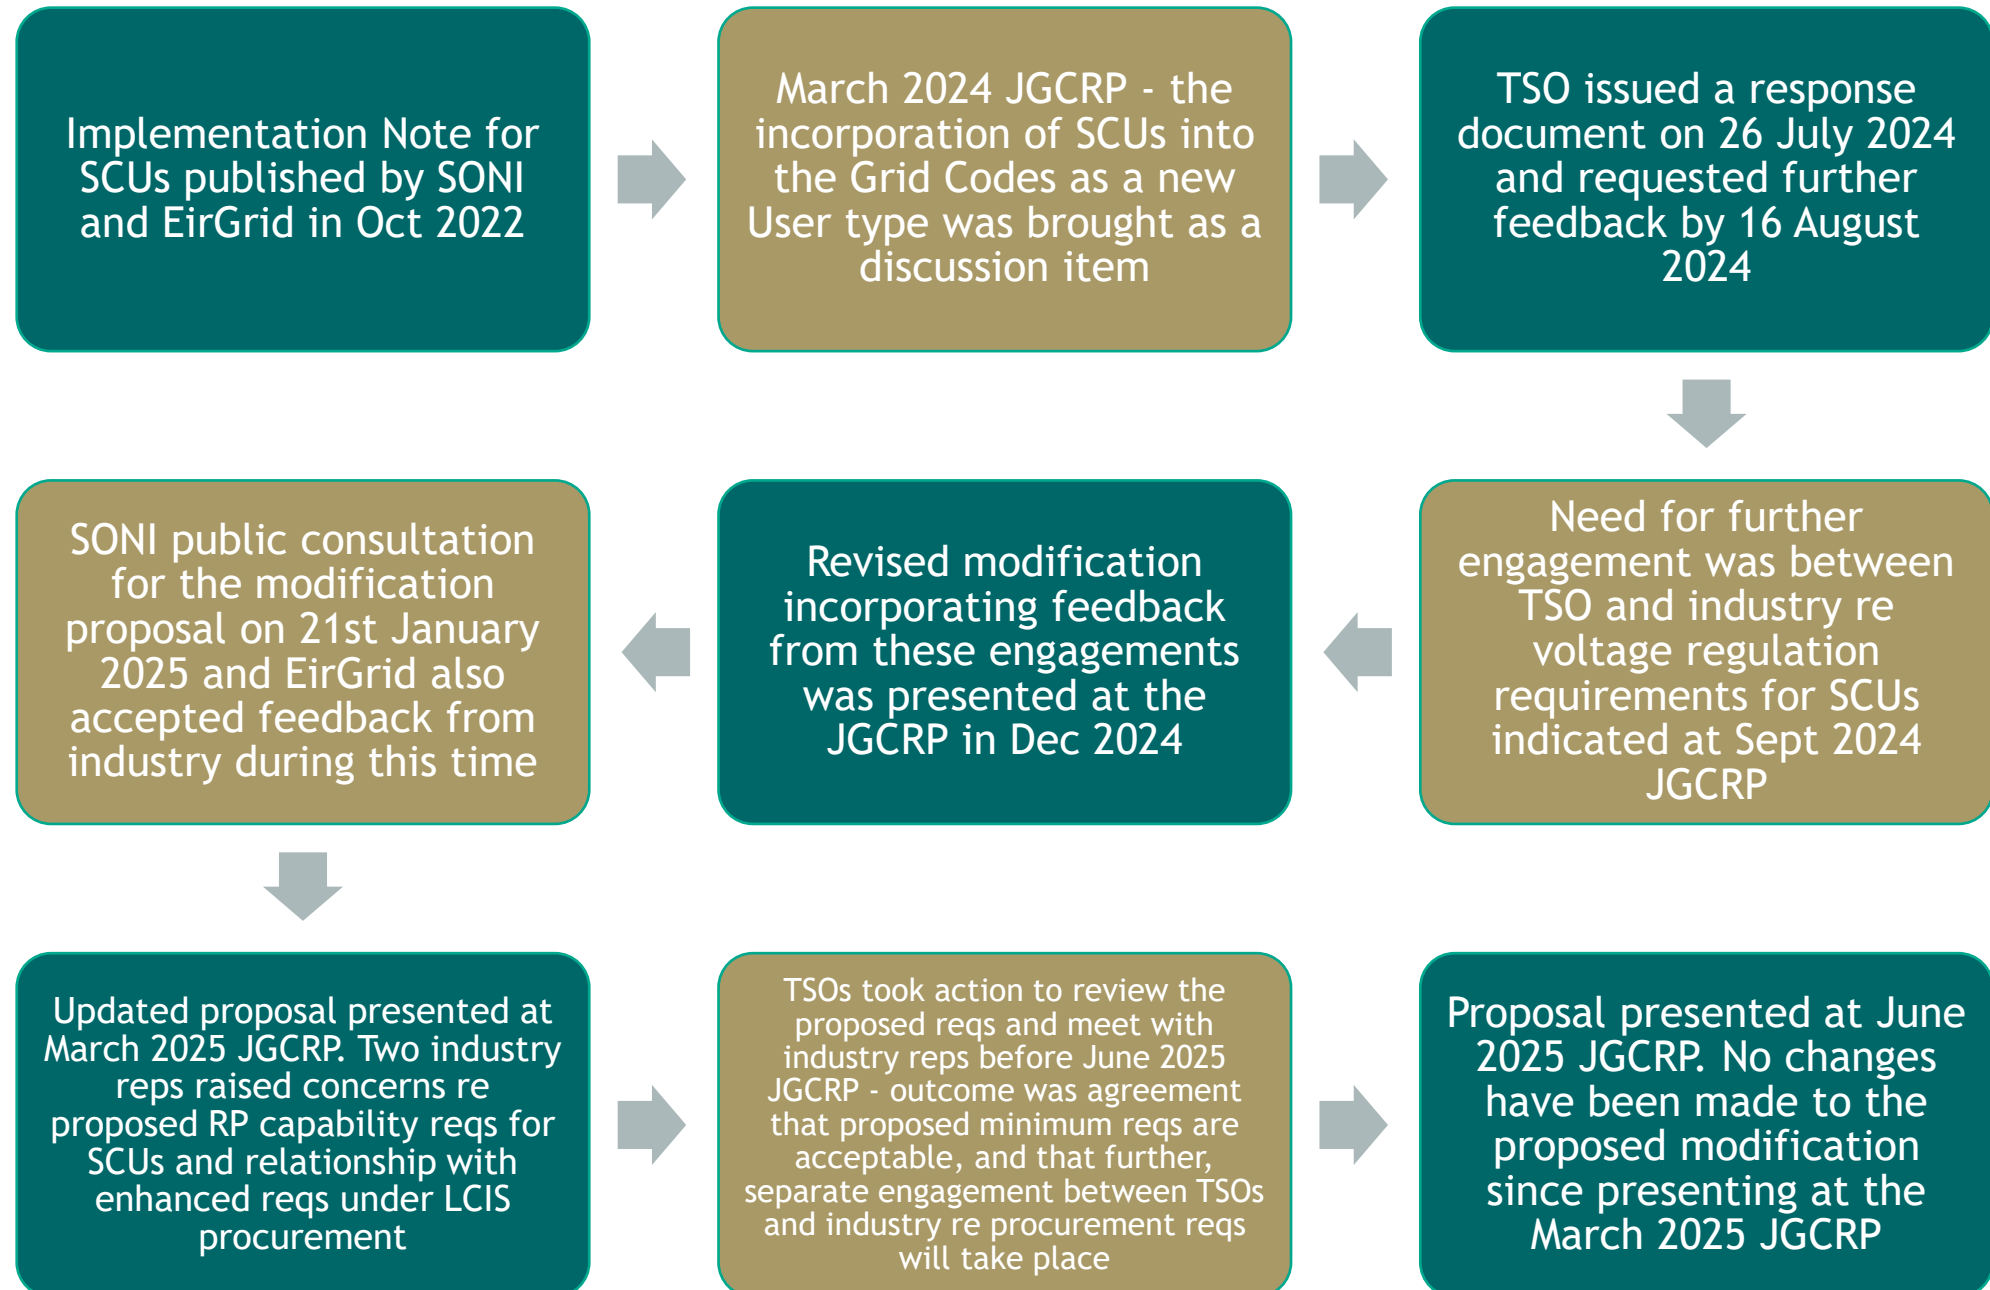 Implementation Note for
SCUs published by SONI
and EirGrid in Oct 2022
March 2024 JGCRP - the
incorporation of SCUs into
the Grid Codes as a new
User type was brought as a
discussion item
TSO issued a response
document on 26 July 2024
and requested further
feedback by 16 August
2024
Need for further
engagement was between
TSO and industry re
voltage regulation
requirements for SCUs
indicated at Sept 2024
JGCRP
Revised modification
incorporating feedback
from these engagements
was presented at the
JGCRP in Dec 2024
SONI public consultation
for the modification
proposal on 21st January
2025 and EirGrid also
accepted feedback from
industry during this time
Updated proposal presented at
March 2025 JGCRP. Two industry
reps raised concerns re
proposed RP capability reqs for
SCUs and relationship with
enhanced reqs under LCIS
procurement
TSOs took action to review the
proposed reqs and meet with
industry reps before June 2025
JGCRP - outcome was agreement
that proposed minimum reqs are
acceptable, and that further,
separate engagement between TSOs
and industry re procurement reqs
will take place
Proposal presented at June
2025 JGCRP. No changes
have been made to the
proposed modification
since presenting at the
March 2025 JGCRP